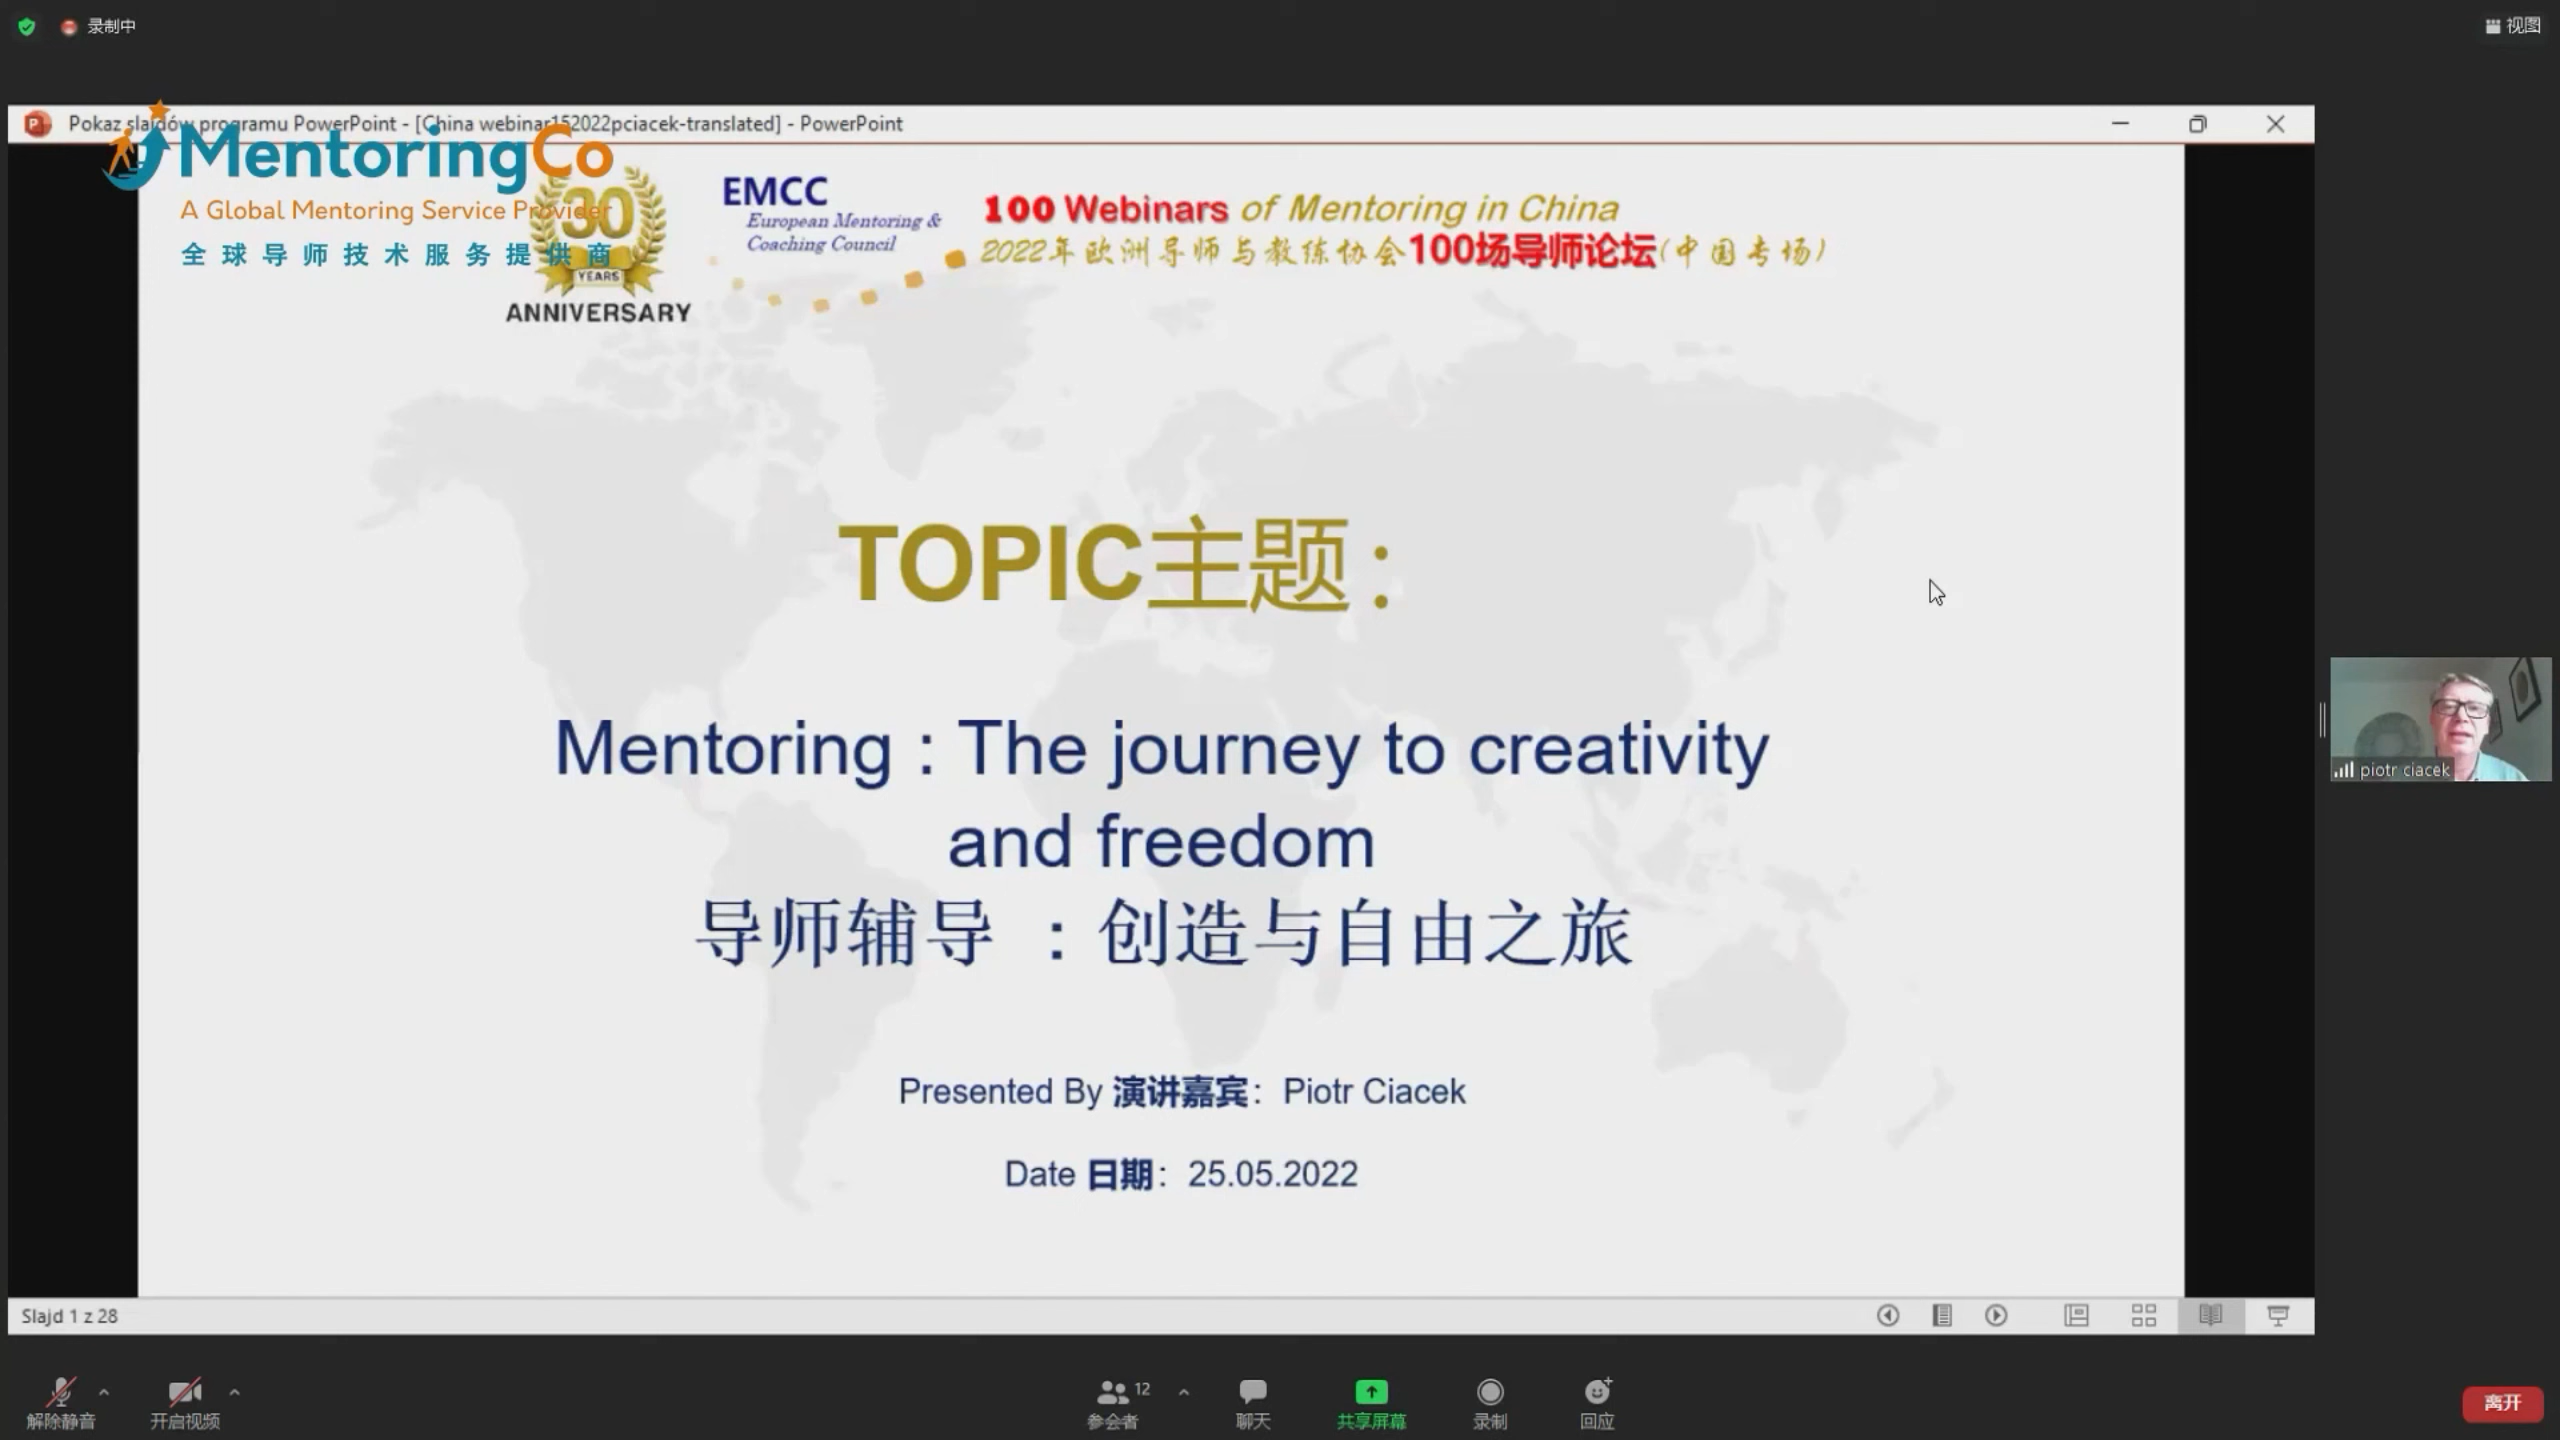 录制中
视图
Pokaz slajdów programu PowerPoint - [China webinar152022pciacek-translated] - PowerPoint
MentoringCo
A Global Mentoring Service Provider
全球导师技术服务提供商
30
YEARS
ANNIVERSARY
EMCC
European Mentoring &
Coaching Council
100 Webinars of Mentoring in China
2022年欧洲导师与教练协会100场导师论坛(中国专场)
TOPIC主题:
Mentoring : The journey to creativity
and freedom
导师辅导 : 创造与自由之旅
Presented By 演讲嘉宾: Piotr Ciacek
Date 日期: 25.05.2022
piotr ciacek
Slajd 1 z 28
解除静音
开启视频
12
参会者
聊天
共享屏幕
录制
回应
离开